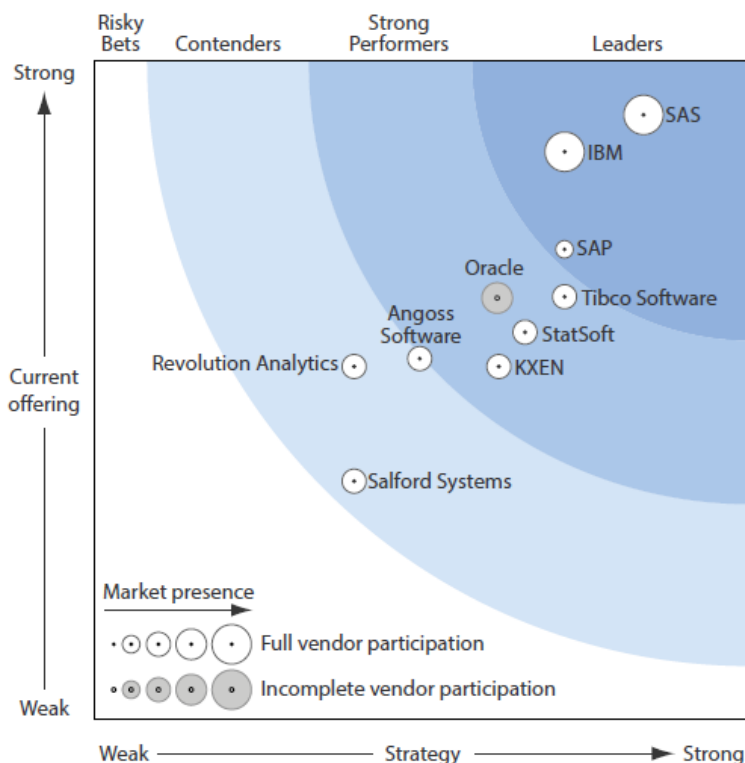 Risky
Bets
Contenders
Strong
Performers
Leaders
Strong
SAS
IBM
SAP
Oracle
Tibco Software
Angoss
Software
StatSoft
Revolution Analytics
KXEN
Current
offering
Salford Systems
Market presence
Full vendor participation
Incomplete vendor participation
Weak
Weak
Strategy
Strong